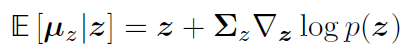 𝔼 [𝝁_z|z] = z + 𝚺_z ∇_z log p(z)